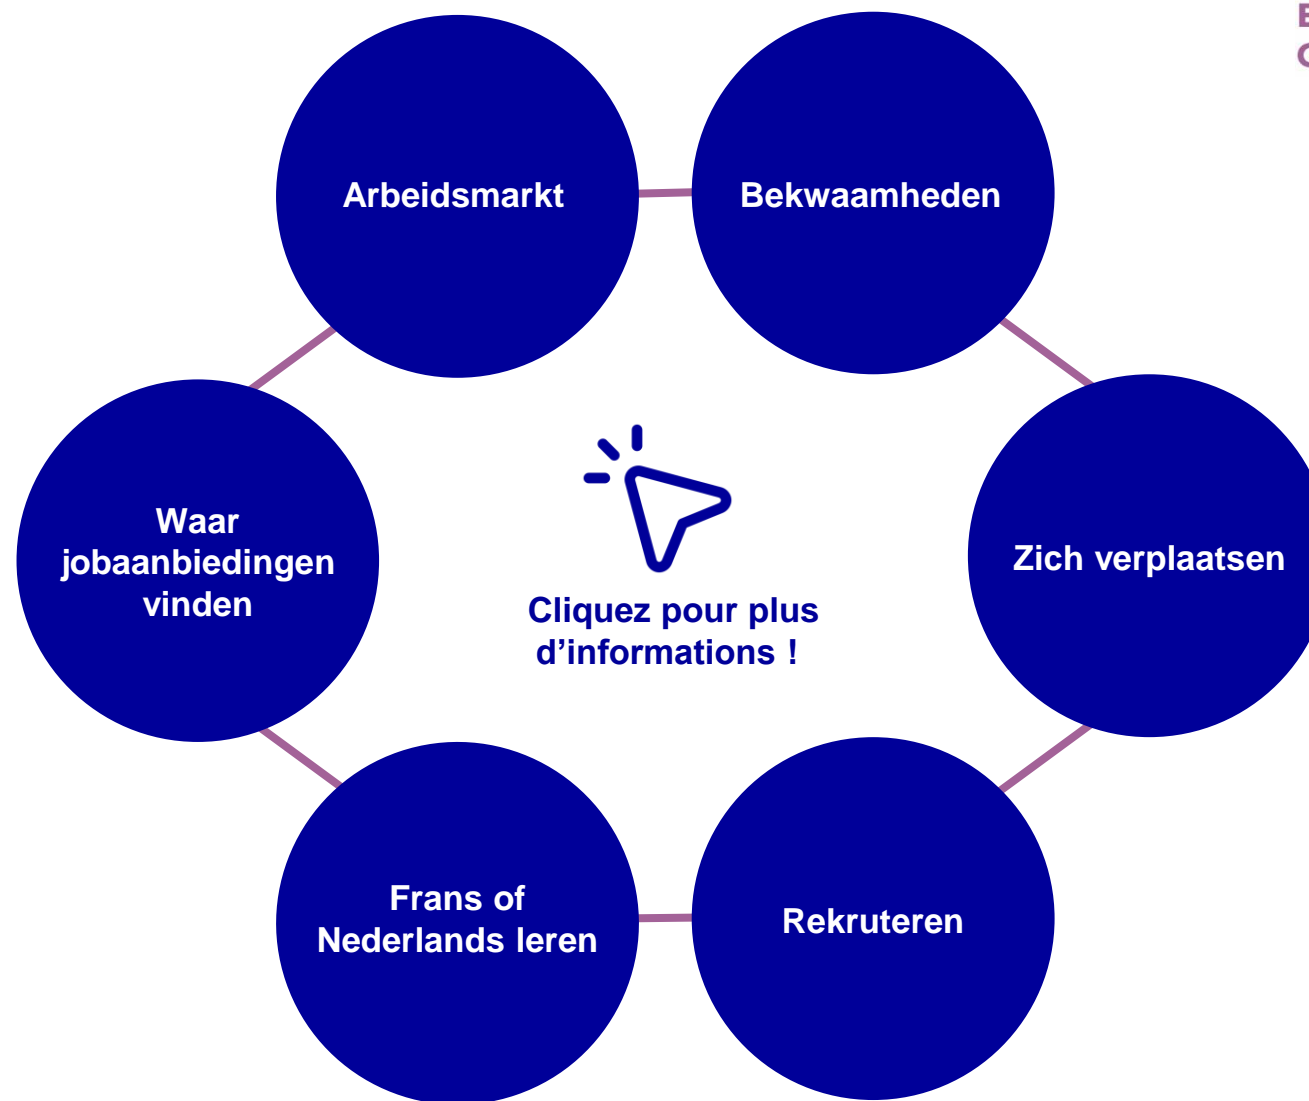 Arbeidsmarkt
Bekwaamheden
Waar
jobaanbiedingen
vinden
Zich verplaatsen
Cliquez pour plus
d’informations !
Frans of
Nederlands leren
Rekruteren